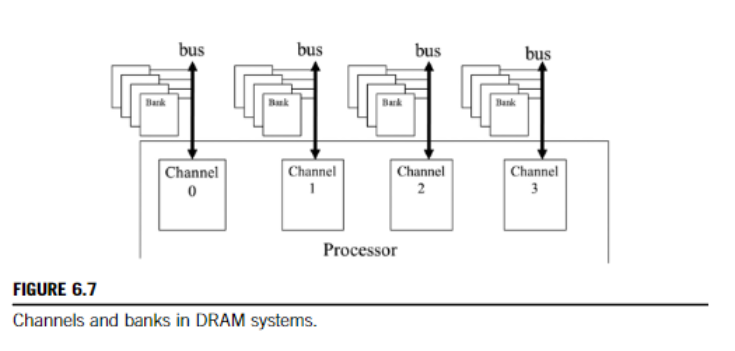 bus bus bus bus
Bank Bank Bank Bank
Channel Channel Channel Channel
0 1 2 3
Processor
FIGURE 6.7
Channels and banks in DRAM systems.